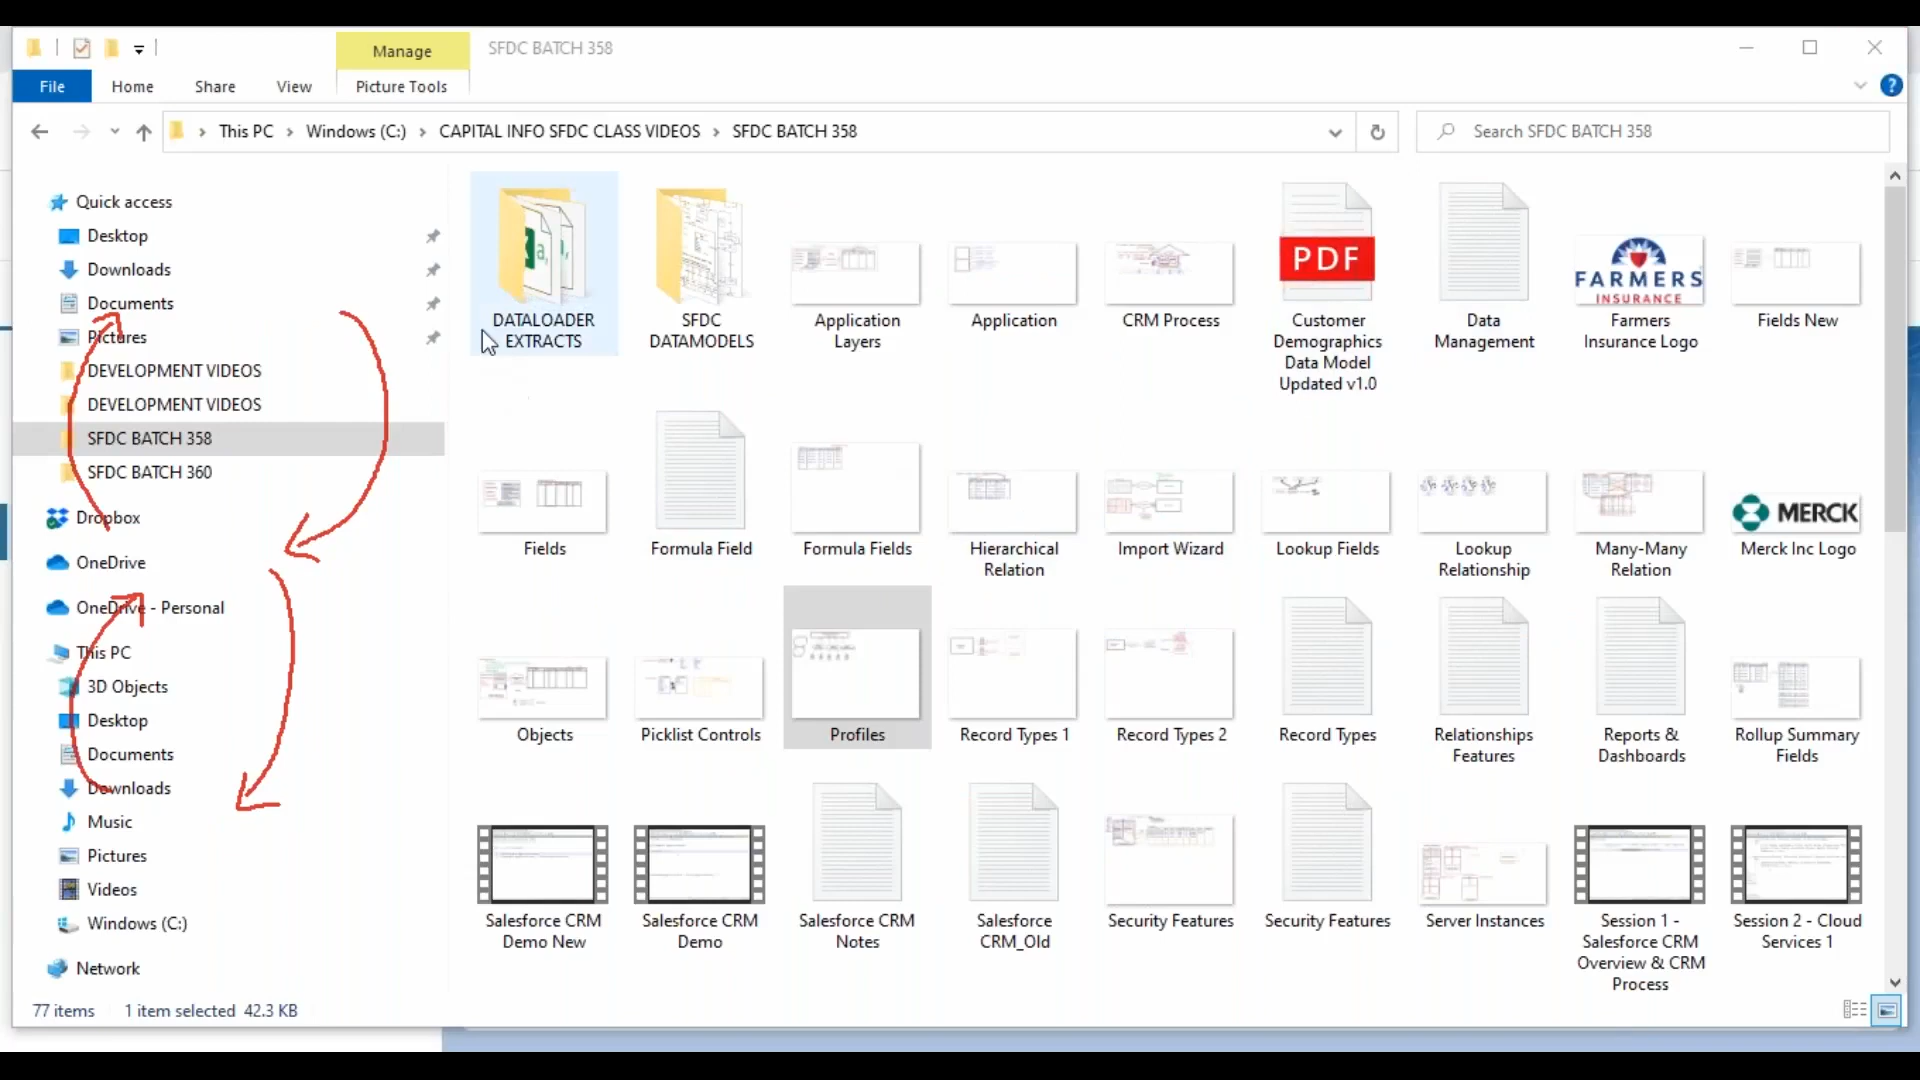 Manage
SFDC BATCH 358
File
Home
Share
View
Picture Tools
This PC
Windows (C:)
CAPITAL INFO SFDC CLASS VIDEOS
SFDC BATCH 358
Search SFDC BATCH 358
Quick access
Desktop
Downloads
Documents
Pictures
DEVELOPMENT VIDEOS
DEVELOPMENT VIDEOS
SFDC BATCH 358
SFDC BATCH 360
Dropbox
OneDrive
OneDrive - Personal
This PC
3D Objects
Desktop
Documents
Downloads
Music
Pictures
Videos
Windows (C:)
Network
DATALOADER
EXTRACTS
SFDC
DATAMODELS
Application
Layers
Application
CRM Process
PDF
Customer
Demographics
Data Model
Updated v1.0
Data
Management
FARMERS
INSURANCE
Farmers
Insurance Logo
Fields New
Fields
Formula Field
Formula Fields
Hierarchical
Relation
Import Wizard
Lookup Fields
Lookup
Relationship
Many-Many
Relation
MERCK
Merck Inc Logo
Objects
Picklist Controls
Profiles
Record Types 1
Record Types 2
Record Types
Relationships
Features
Reports &
Dashboards
Rollup Summary
Fields
Salesforce CRM
Demo New
Salesforce CRM
Demo
Salesforce CRM
Notes
Salesforce
CRM_Old
Security Features
Security Features
Server Instances
Session 1 -
Salesforce CRM
Overview & CRM
Process
Session 2 - Cloud
Services 1
77 items
1 item selected 42.3 KB